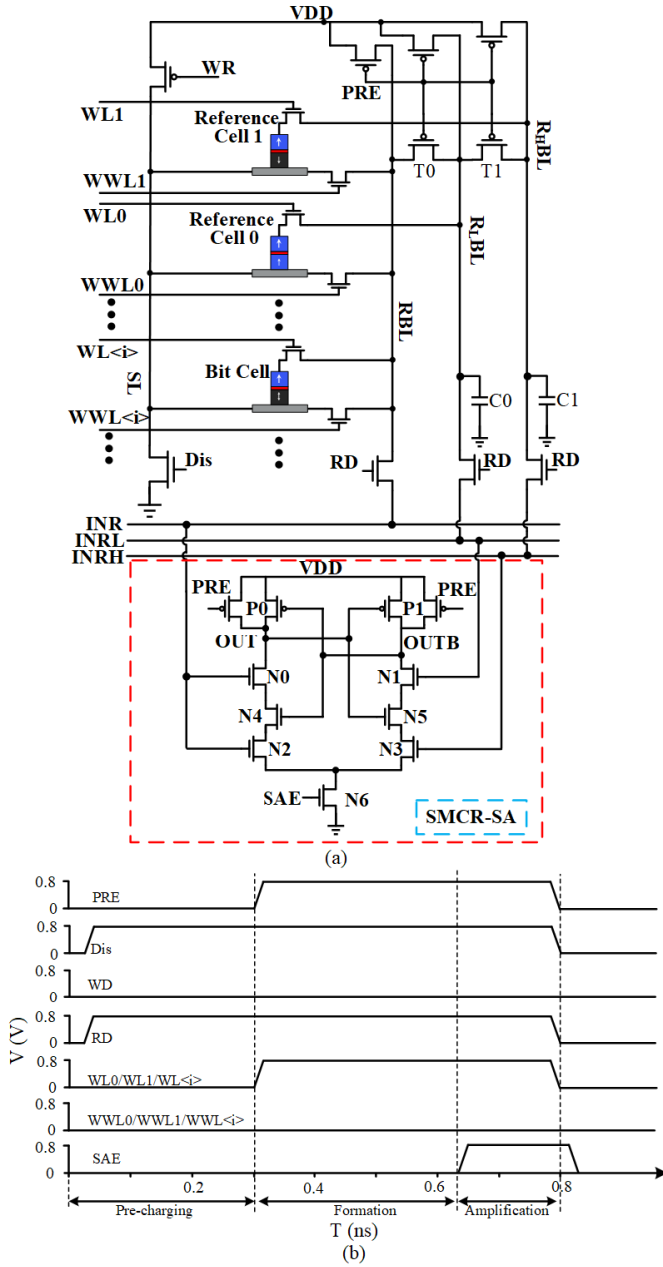 VDD
WR
PRE
WL1
Reference
Cell 1
RHBL
T0
T1
WWL1
WL0
Reference
Cell 0
RLBL
WWL0
RBL
WL<i>
SL
Bit Cell
C0
C1
WWL<i>
Dis
RD
RD
RD
INR
INRL
INRH
VDD
PRE
P0
P1
PRE
OUT
OUTB
N0
N1
N4
N5
N2
N3
SAE
N6
SMCR-SA
(a)
0.8
PRE
0
0.8
Dis
0
0.8
WD
0
V (V)
0.8
RD
0
0.8
WL0/WL1/WL<i>
0
0.8
WWL0/WWL1/WWL<i>
0
0.8
SAE
0
0.2
0.4
0.6
0.8
Pre-charging
Formation
Amplification
T (ns)
(b)